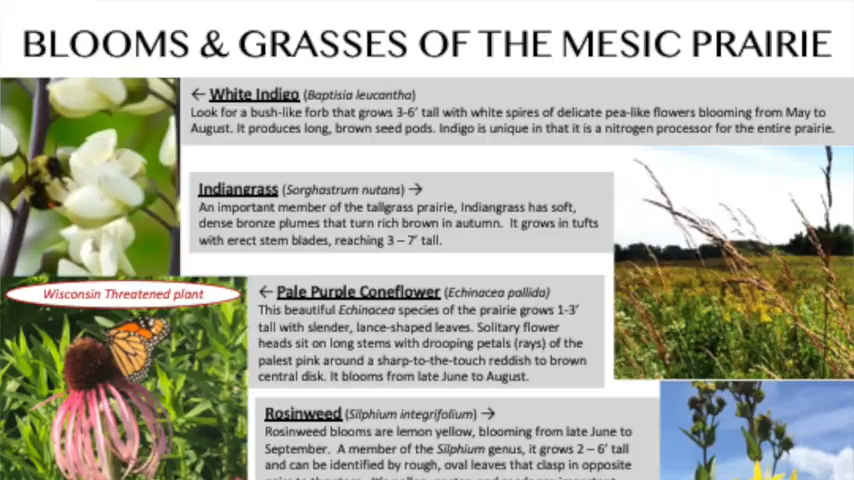 BLOOMS & GRASSES OF THE MESIC PRAIRIE
← White Indigo (Baptisia leucantha)
Look for a bush-like forb that grows 3-6' tall with white spires of delicate pea-like flowers blooming from May to
August. It produces long, brown seed pods. Indigo is unique in that it is a nitrogen processor for the entire prairie.
Indiangrass (Sorghastrum nutans) →
An important member of the tallgrass prairie, Indiangrass has soft,
dense bronze plumes that turn rich brown in autumn. It grows in tufts
with erect stem blades, reaching 3 – 7' tall.
Wisconsin Threatened plant
← Pale Purple Coneflower (Echinacea pallida)
This beautiful Echinacea species of the prairie grows 1-3'
tall with slender, lance-shaped leaves. Solitary flower
heads sit on long stems with drooping petals (rays) of the
palest pink around a sharp-to-the-touch reddish to brown
central disk. It blooms from late June to August.
Rosinweed (Silphium integrifolium) →
Rosinweed blooms are lemon yellow, blooming from late June to
September. A member of the Silphium genus, it grows 2 – 6' tall
and can be identified by rough, oval leaves that clasp in opposite